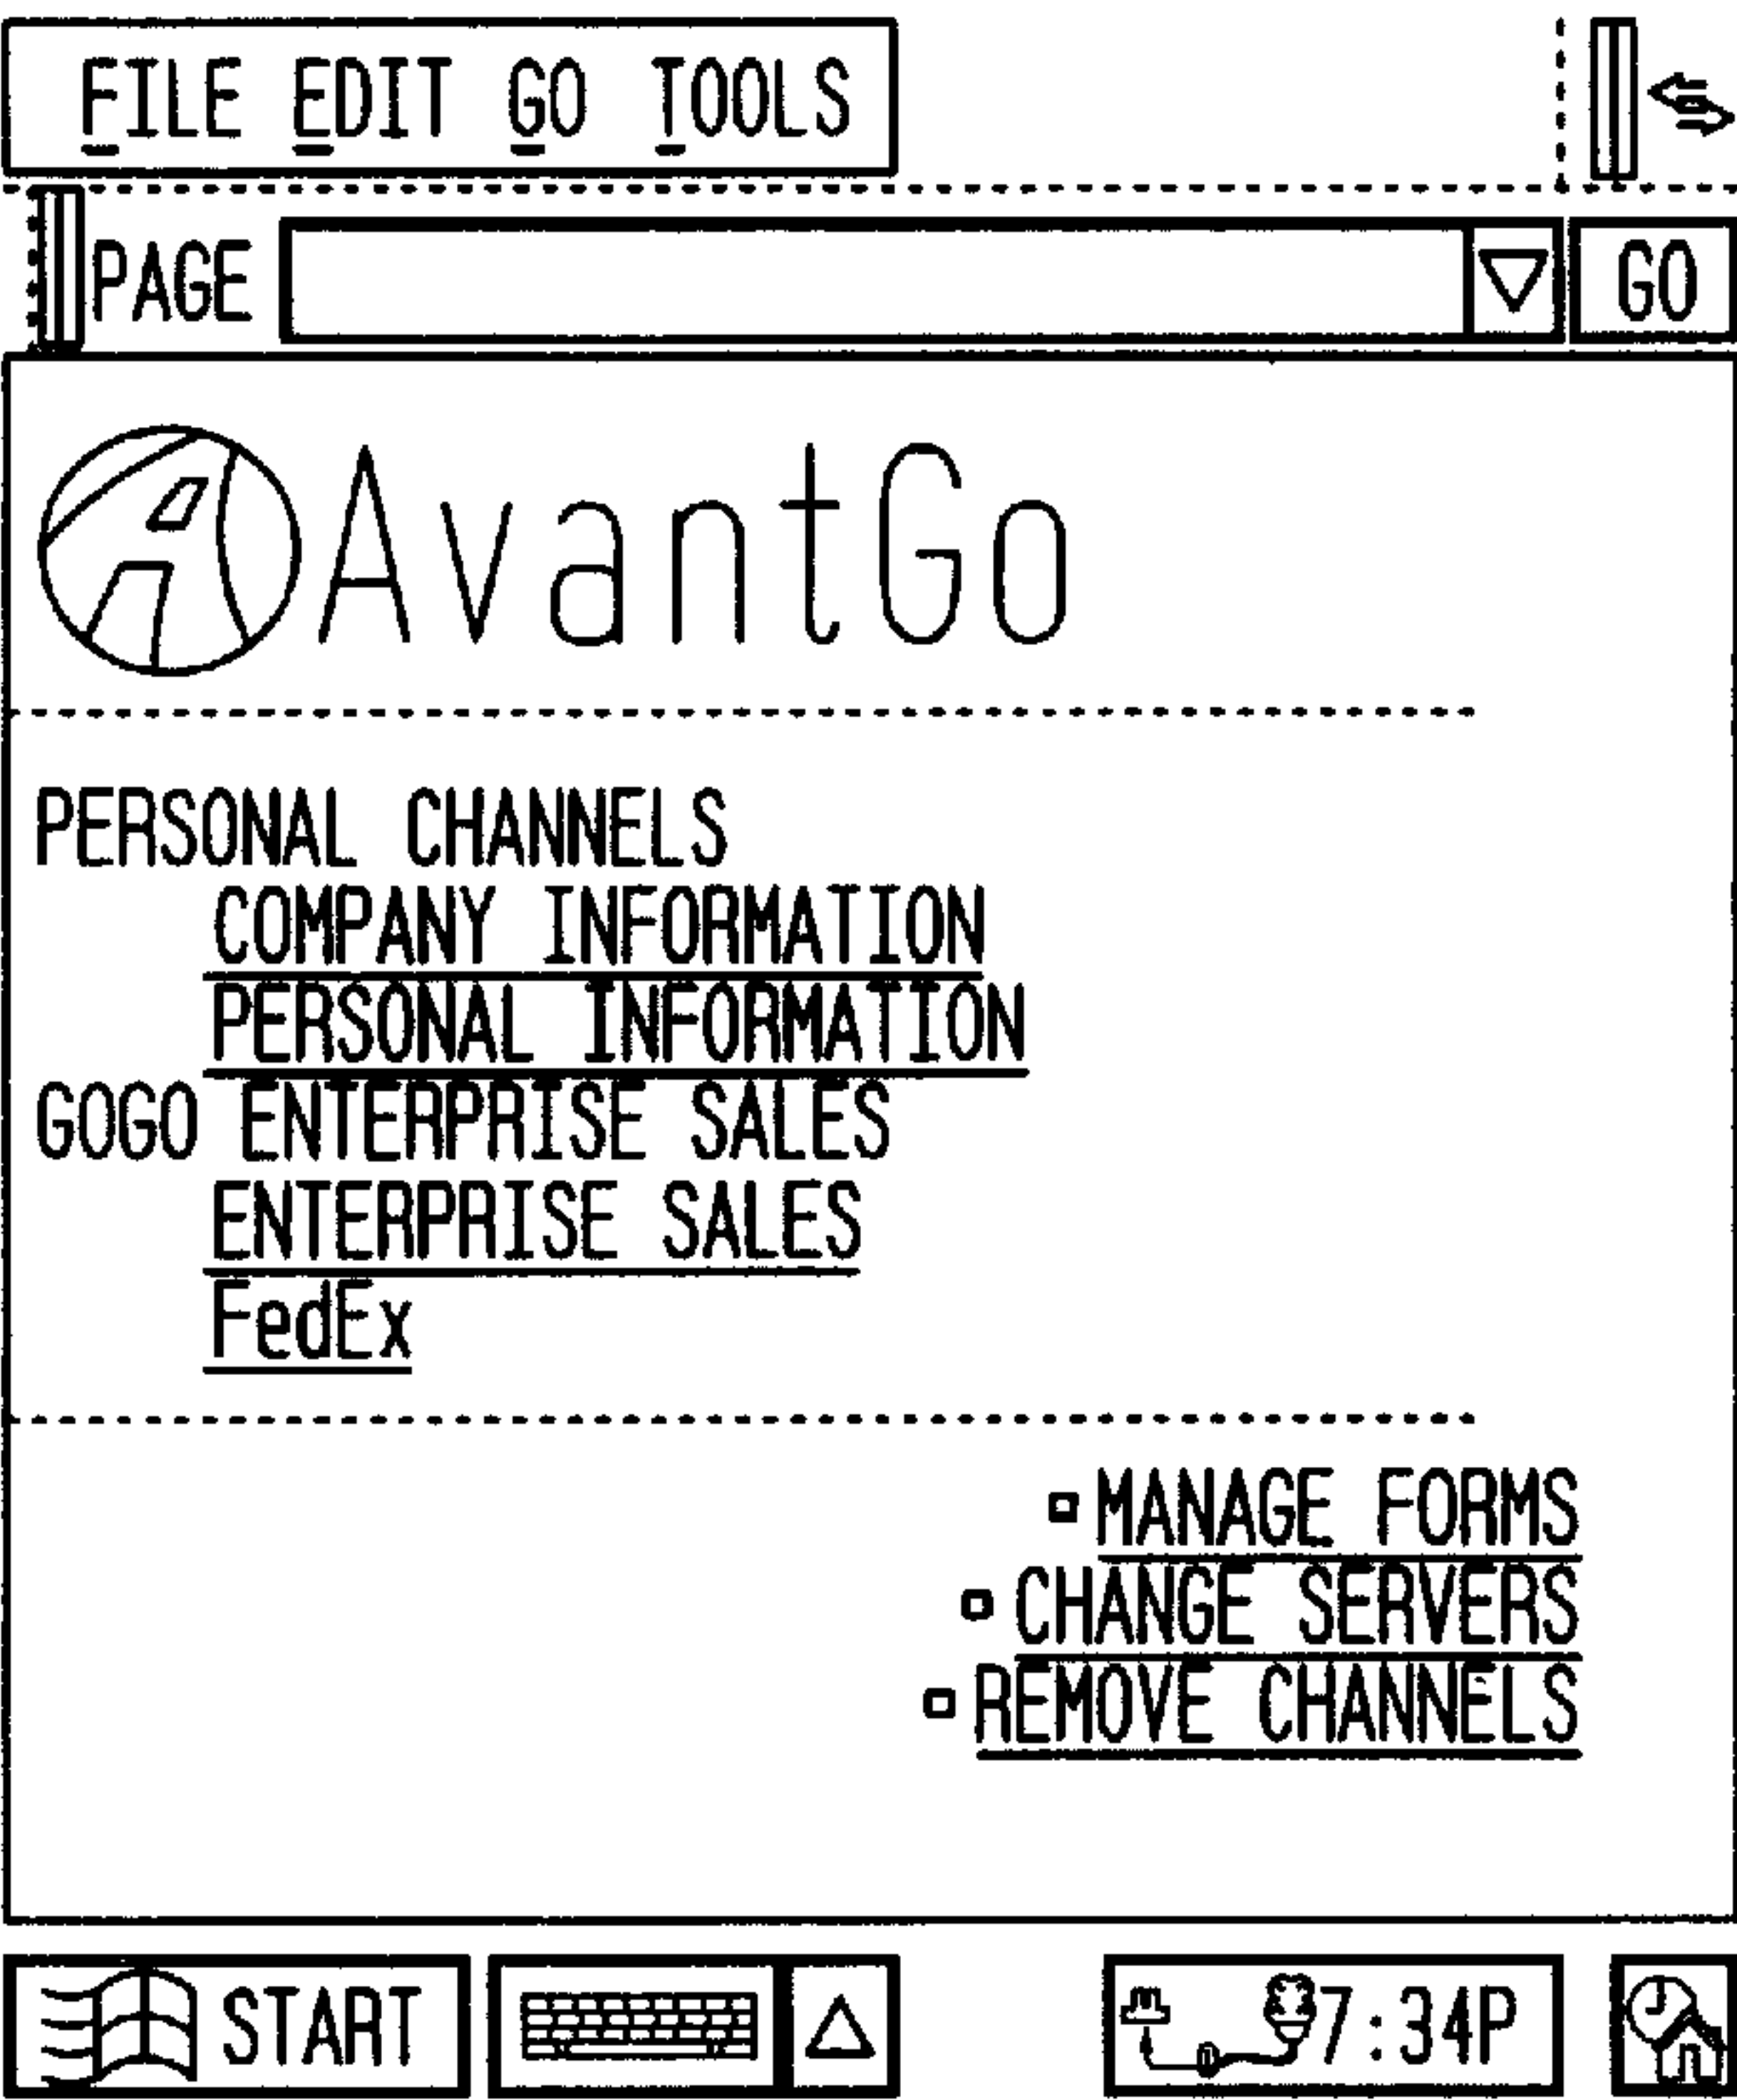 FILE EDIT GO TOOLS
PAGE GO
AvantGo
PERSONAL CHANNELS
COMPANY INFORMATION
PERSONAL INFORMATION
GOGO ENTERPRISE SALES
ENTERPRISE SALES
FedEx
MANAGE FORMS
CHANGE SERVERS
REMOVE CHANNELS
START 7:34P